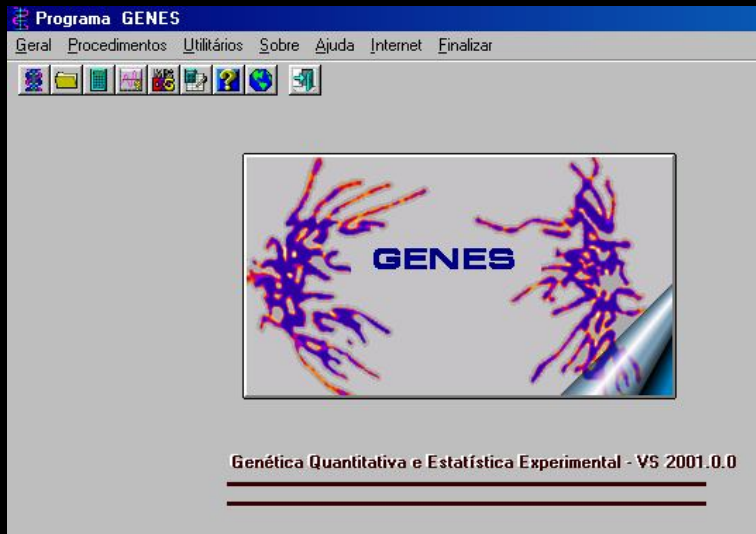 Programa GENES
Geral Procedimentos Utilitários Sobre Ajuda Internet Finalizar
GENES
Genética Quantitativa e Estatística Experimental - VS 2001.0.0